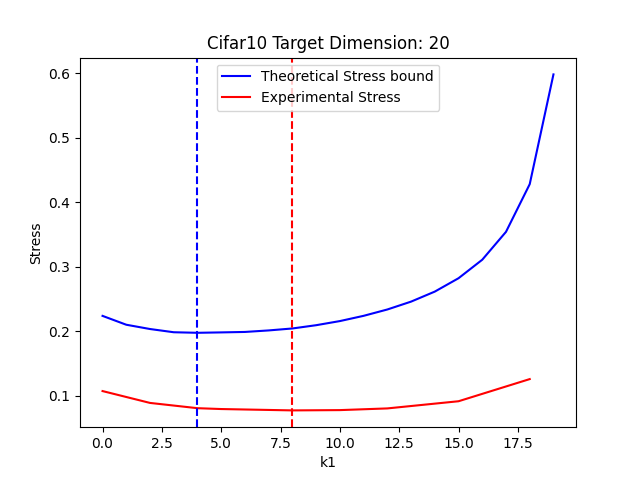 Cifar10 Target Dimension: 20
Theoretical Stress bound
Experimental Stress
Stress
0.6
0.5
0.4
0.3
0.2
0.1
0.0 2.5 5.0 7.5 10.0 12.5 15.0 17.5
k1